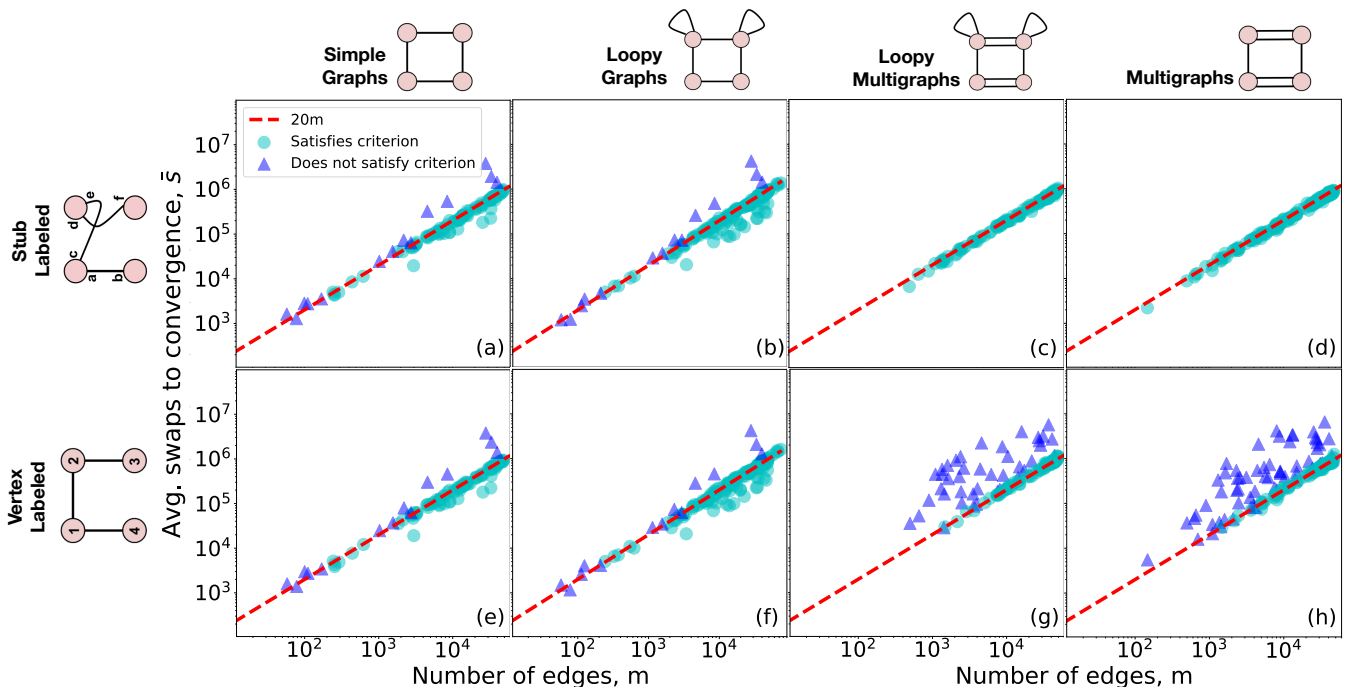 Simple
Graphs
Loopy
Graphs
Loopy
Multigraphs
Multigraphs
Stub
Labeled
a
b
c
d
e
f
Vertex
Labeled
1
2
3
4
Avg. swaps to convergence, s̄
20m
Satisfies criterion
Does not satisfy criterion
10⁷
10⁶
10⁵
10⁴
10³
(a)
(b)
(c)
(d)
10⁷
10⁶
10⁵
10⁴
10³
(e)
(f)
(g)
(h)
10² 10³ 10⁴
10² 10³ 10⁴
10² 10³ 10⁴
10² 10³ 10⁴
Number of edges, m
Number of edges, m